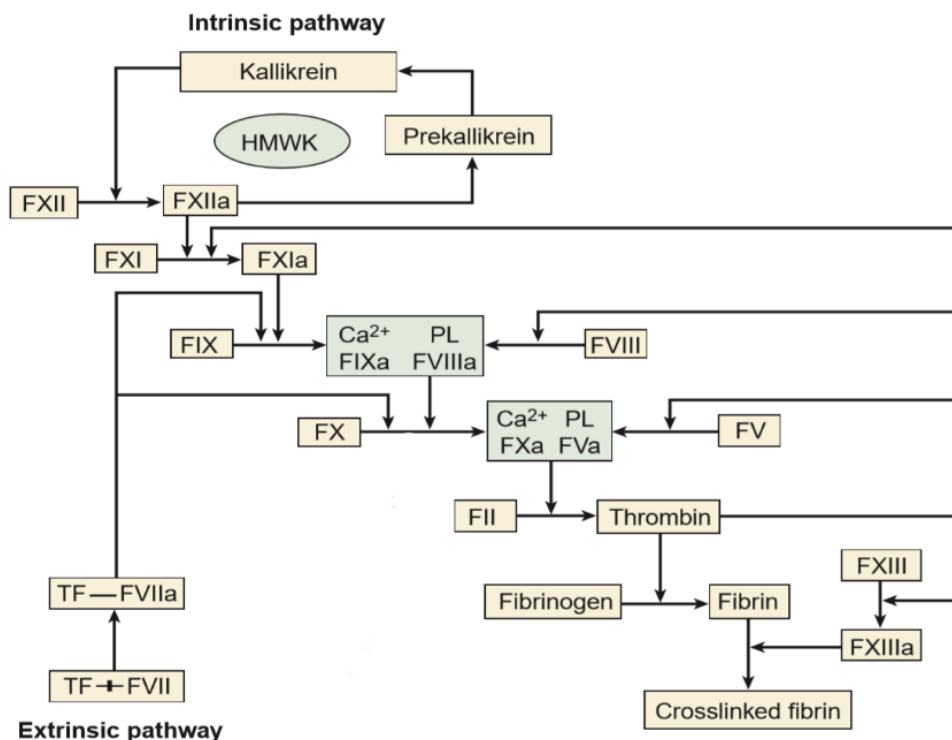 Intrinsic pathway
Kallikrein
HMWK
Prekallikrein
FXII
FXIIa
FXI
FXIa
FIX
Ca²⁺ PL
FIXa FVIIIa
FVIII
FX
Ca²⁺ PL
FXa FVa
FV
FII
Thrombin
FXIII
TF — FVIIa
Fibrinogen
Fibrin
FXIIIa
TF FVII
Crosslinked fibrin
Extrinsic pathway